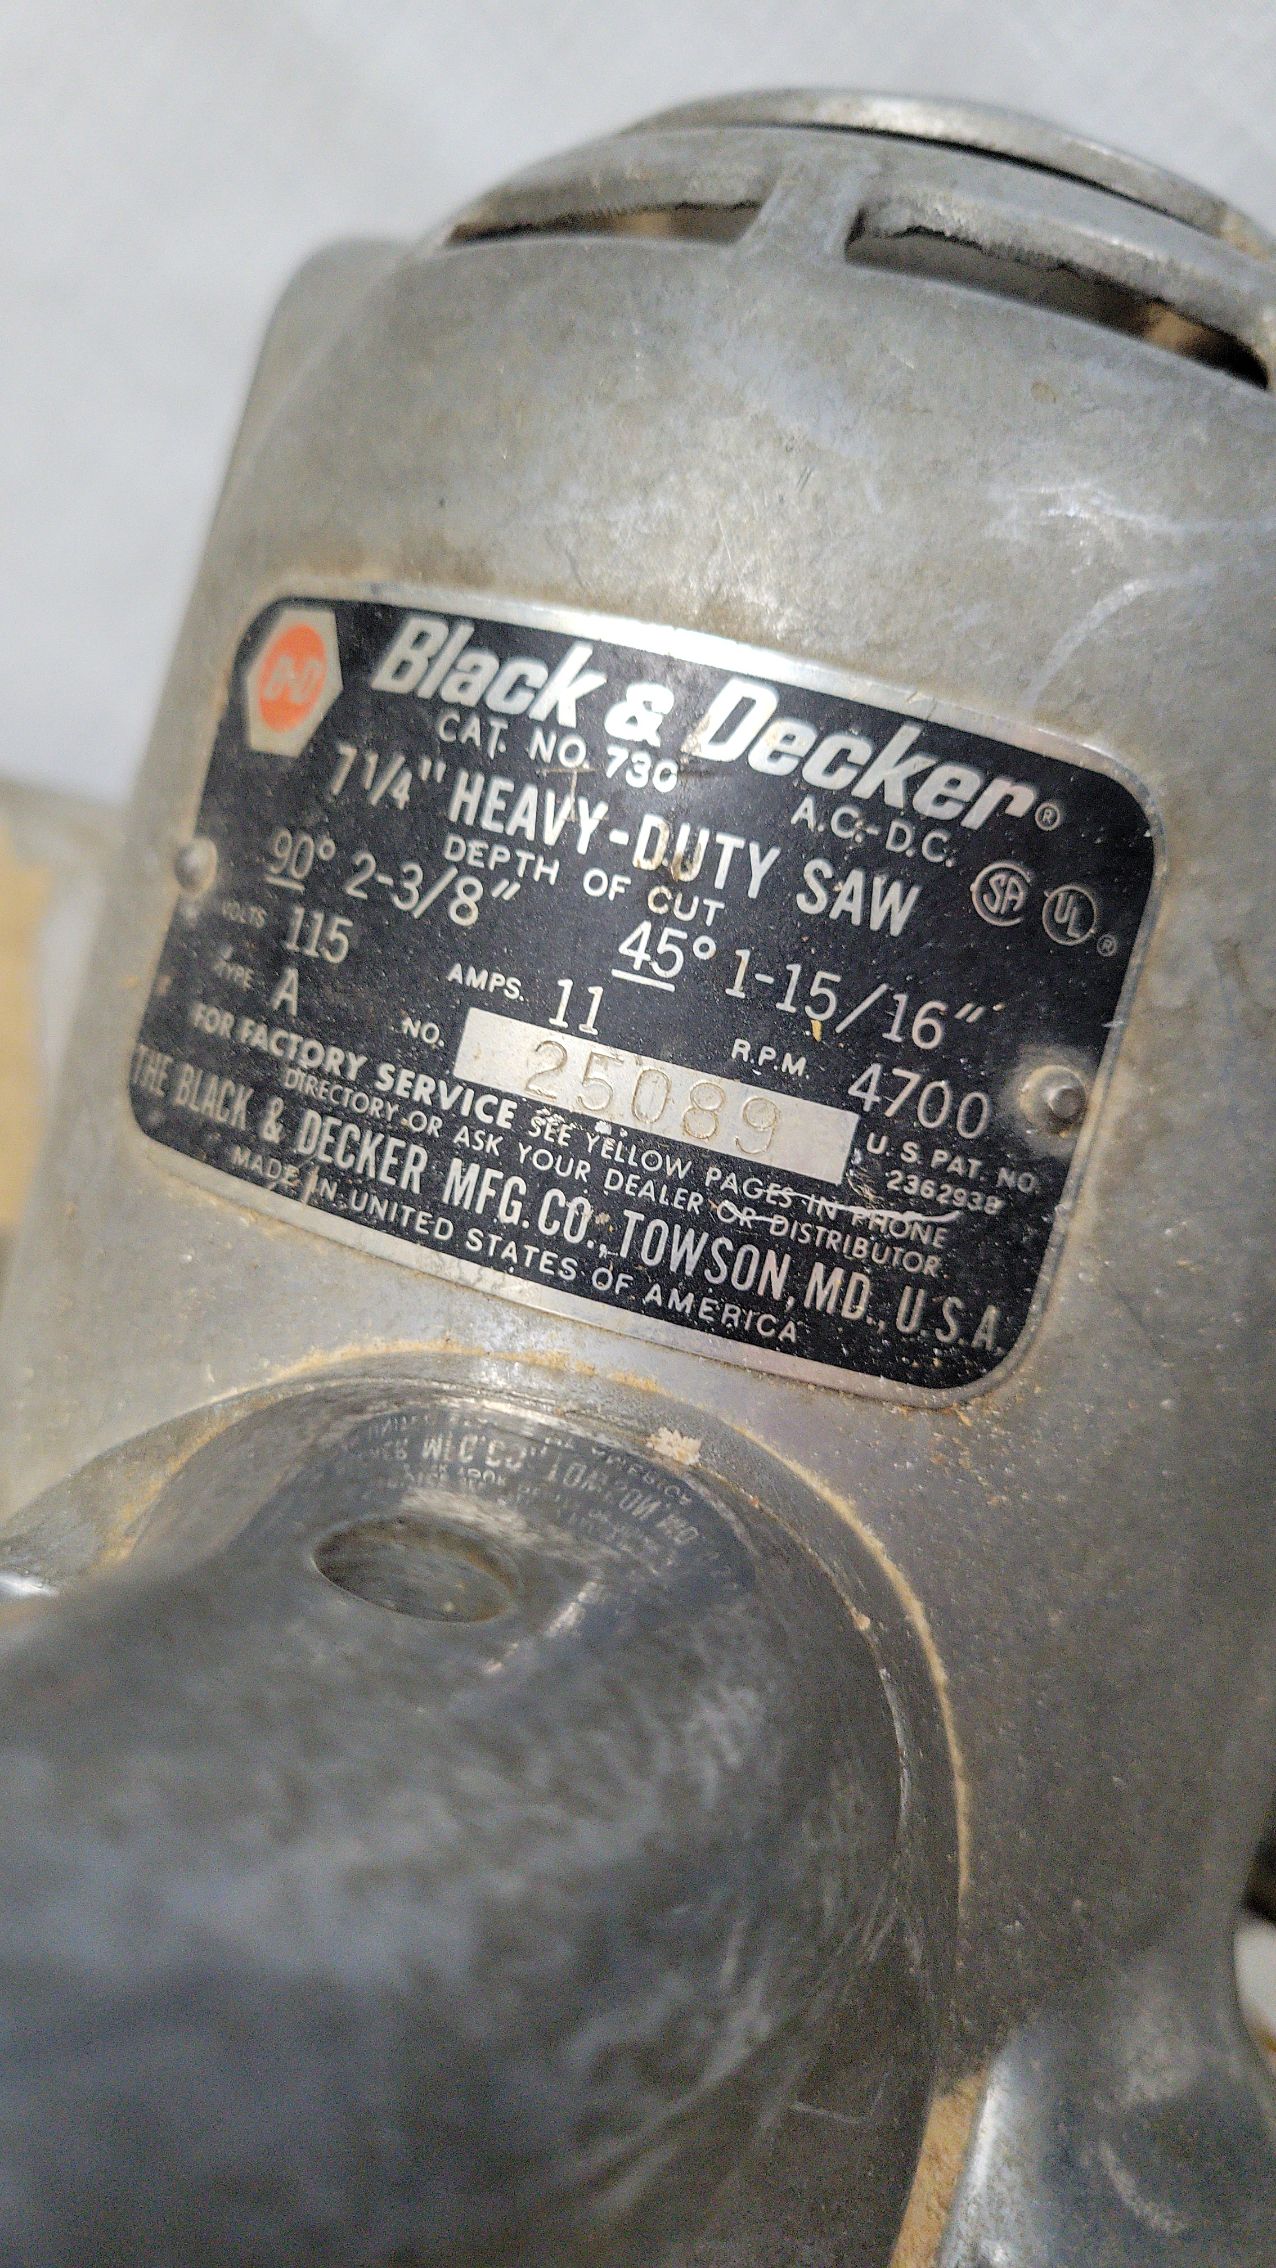 B&D Black & Decker®
CAT. NO. 730 A.C.-D.C.
7 1/4" HEAVY-DUTY SAW SA UL®
DEPTH OF CUT
90° 2-3/8" 45° 1-15/16"
VOLTS 115 AMPS. 11 R.P.M. 4700
TYPE A NO. 25089 U.S. PAT. NO.
2362938
FOR FACTORY SERVICE SEE YELLOW PAGES IN PHONE
DIRECTORY OR ASK YOUR DEALER OR DISTRIBUTOR.
THE BLACK & DECKER MFG. CO., TOWSON, MD., U.S.A.
MADE IN UNITED STATES OF AMERICA